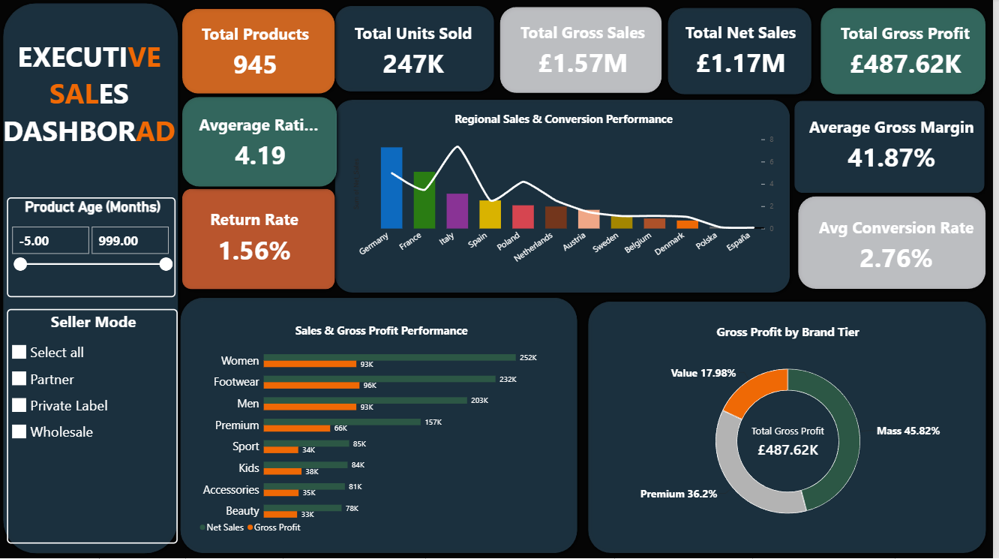 EXECUTIVE
SALES
DASHBORAD
Total Products
945
Total Units Sold
247K
Total Gross Sales
£1.57M
Total Net Sales
£1.17M
Total Gross Profit
£487.62K
Avgerage Rati...
4.19
Return Rate
1.56%
Regional Sales & Conversion Performance
8
6
4
2
0
Germany
France
Italy
Spain
Poland
Netherlands
Austria
Sweden
Belgium
Denmark
Polska
España
Average Gross Margin
41.87%
Avg Conversion Rate
2.76%
Product Age (Months)
-5.00
999.00
Seller Mode
Select all
Partner
Private Label
Wholesale
Sales & Gross Profit Performance
Women
252K
93K
Footwear
232K
96K
Men
203K
93K
Premium
157K
66K
Sport
85K
34K
Kids
84K
38K
Accessories
81K
35K
Beauty
78K
33K
Net Sales
Gross Profit
Gross Profit by Brand Tier
Value 17.98%
Mass 45.82%
Premium 36.2%
Total Gross Profit
£487.62K